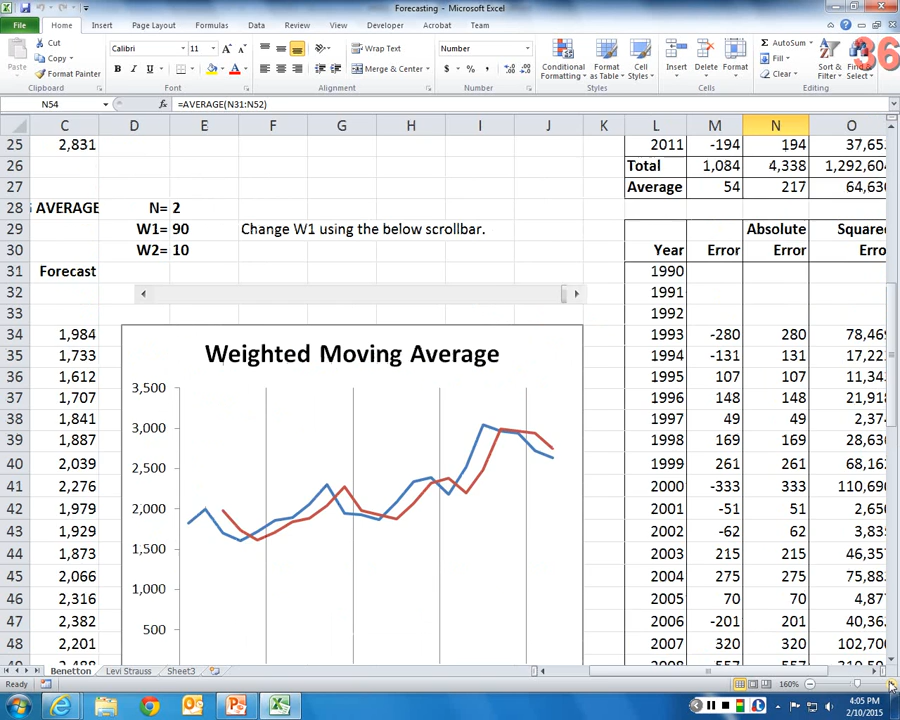 Forecasting - Microsoft Excel
File Home Insert Page Layout Formulas Data Review View Developer Acrobat Team
36
Paste Cut Copy Format Painter
Calibri 11 Wrap Text Number
B I U Merge & Center $ % ,
Conditional Formatting Format as Table Cell Styles Insert Delete Format
AutoSum Fill Clear Sort & Filter Find & Select
Clipboard Font Alignment Number Styles Cells Editing
N54 fx =AVERAGE(N31:N52)
C D E F G H I J K L M N O
25 2,831 2011 -194 194
26 Total 1,084 4,338
27 Average 54 217
28 AVERAGE N= 2
29 W1= 90 Change W1 using the below scrollbar. Absolute
30 W2= 10 Year Error Error
31 Forecast 1990
32 1991
33 1992
34 1,984 1993 -280 280
35 1,733 1994 -131 131
36 1,612 1995 107 107
37 1,707 1996 148 148
38 1,841 1997 49 49
39 1,887 1998 169 169
40 2,039 1999 261 261
41 2,276 2000 -333 333
42 1,979 2001 -51 51
43 1,929 2002 -62 62
44 1,873 2003 215 215
45 2,066 2004 275 275
46 2,316 2005 70 70
47 2,382 2006 -201 201
48 2,201 2007 320 320
Weighted Moving Average
3,500
3,000
2,500
2,000
1,500
1,000
500
Benetton Levi Strauss Sheet3
Ready 160%
4:05 PM
2/10/2015